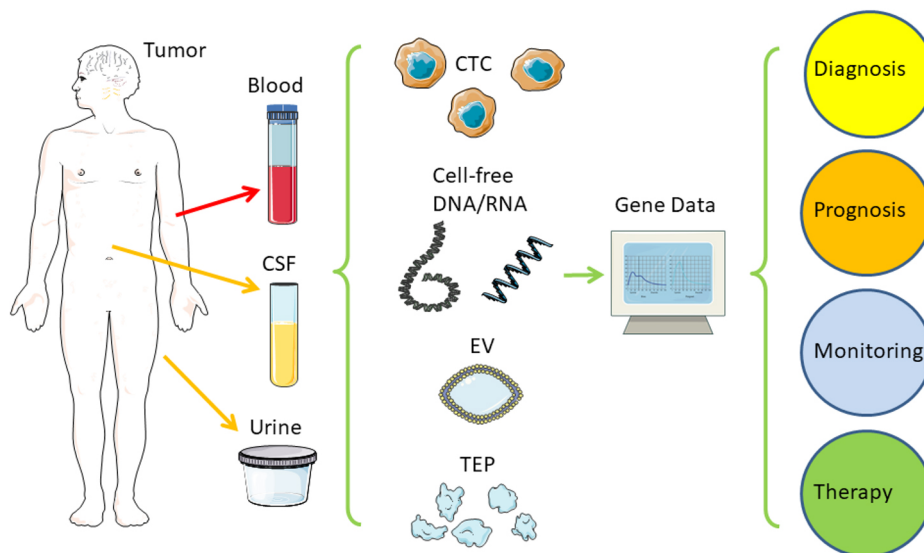 Tumor
Blood
CSF
Urine
CTC
Cell-free
DNA/RNA
EV
TEP
Gene Data
Diagnosis
Prognosis
Monitoring
Therapy